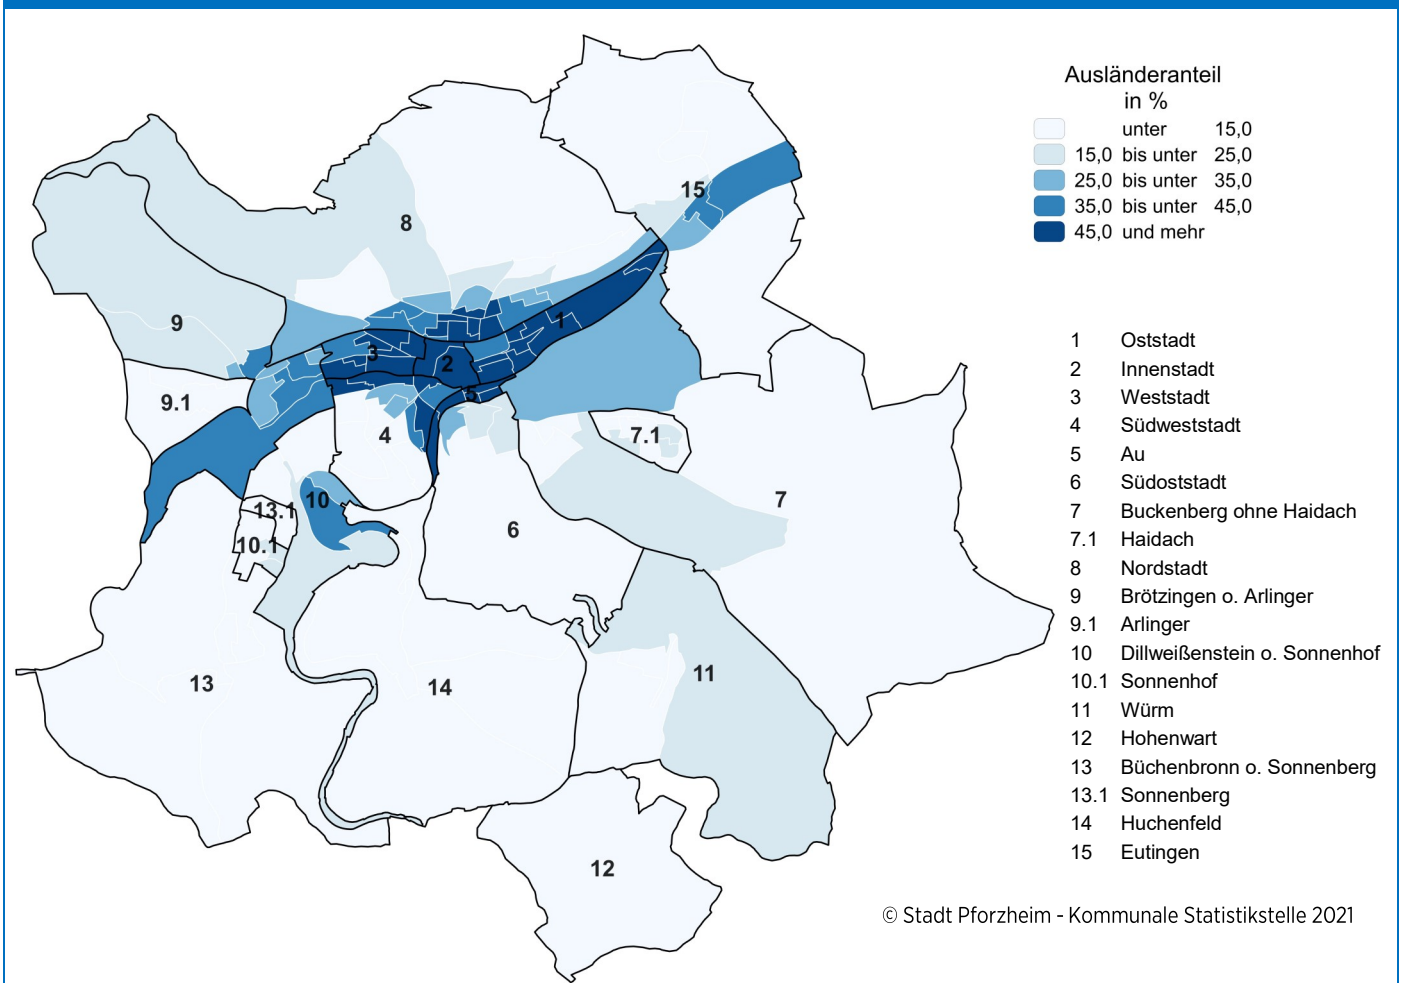 Ausländeranteil
in %
unter 15,0
15,0 bis unter 25,0
25,0 bis unter 35,0
35,0 bis unter 45,0
45,0 und mehr
15
8
9
1
3
2
5
9.1
4
7.1
10
7
13.1
6
10.1
11
13
14
12
1 Oststadt
2 Innenstadt
3 Weststadt
4 Südweststadt
5 Au
6 Südoststadt
7 Buckenberg ohne Haidach
7.1 Haidach
8 Nordstadt
9 Brötzingen o. Arlinger
9.1 Arlinger
10 Dillweißenstein o. Sonnenhof
10.1 Sonnenhof
11 Würm
12 Hohenwart
13 Büchenbronn o. Sonnenberg
13.1 Sonnenberg
14 Huchenfeld
15 Eutingen
© Stadt Pforzheim - Kommunale Statistikstelle 2021